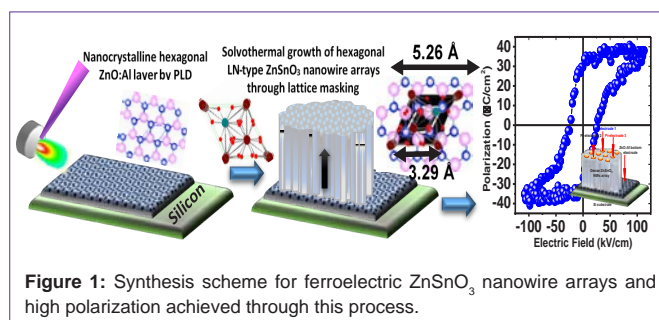 Nanocrystalline hexagonal
ZnO:Al layer by PLD
Silicon
Solvothermal growth of hexagonal
LN-type ZnSnO₃ nanowire arrays
through lattice masking
5.26 Å
3.29 Å
Polarization (▯C/cm²)
40
30
20
10
0
-10
-20
-30
-40
-100
-50
0
50
100
Electric Field (kV/cm)
Figure 1: Synthesis scheme for ferroelectric ZnSnO₃ nanowire arrays and
high polarization achieved through this process.